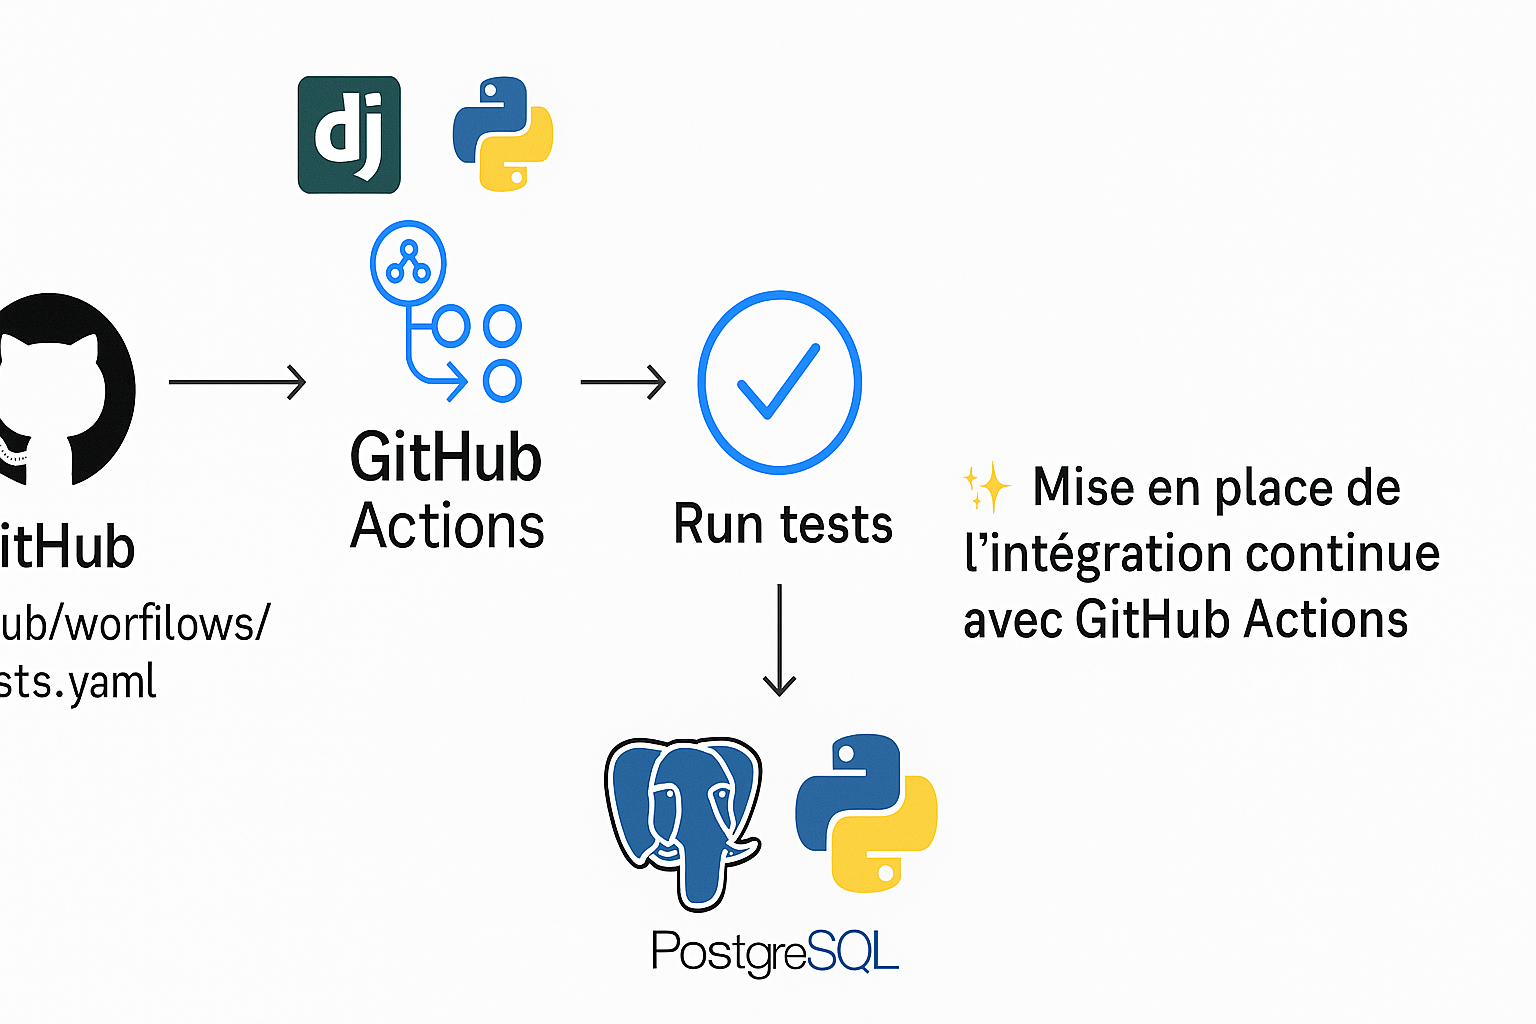 dj
GitHub
Actions
Run tests
itHub
ub/worfilows/
sts.yaml
✨ Mise en place de
l’intégration continue
avec GitHub Actions
PostgreSQL